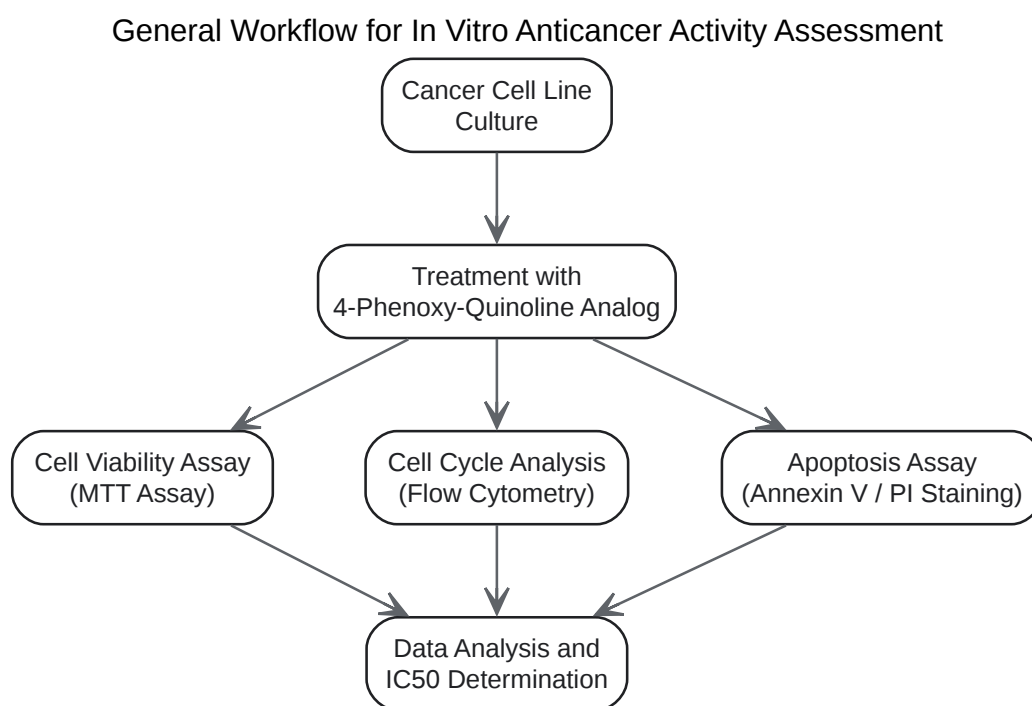 General Workflow for In Vitro Anticancer Activity Assessment
Cancer Cell Line
Culture
Treatment with
4-Phenoxy-Quinoline Analog
Cell Viability Assay
(MTT Assay)
Cell Cycle Analysis
(Flow Cytometry)
Apoptosis Assay
(Annexin V / PI Staining)
Data Analysis and
IC50 Determination